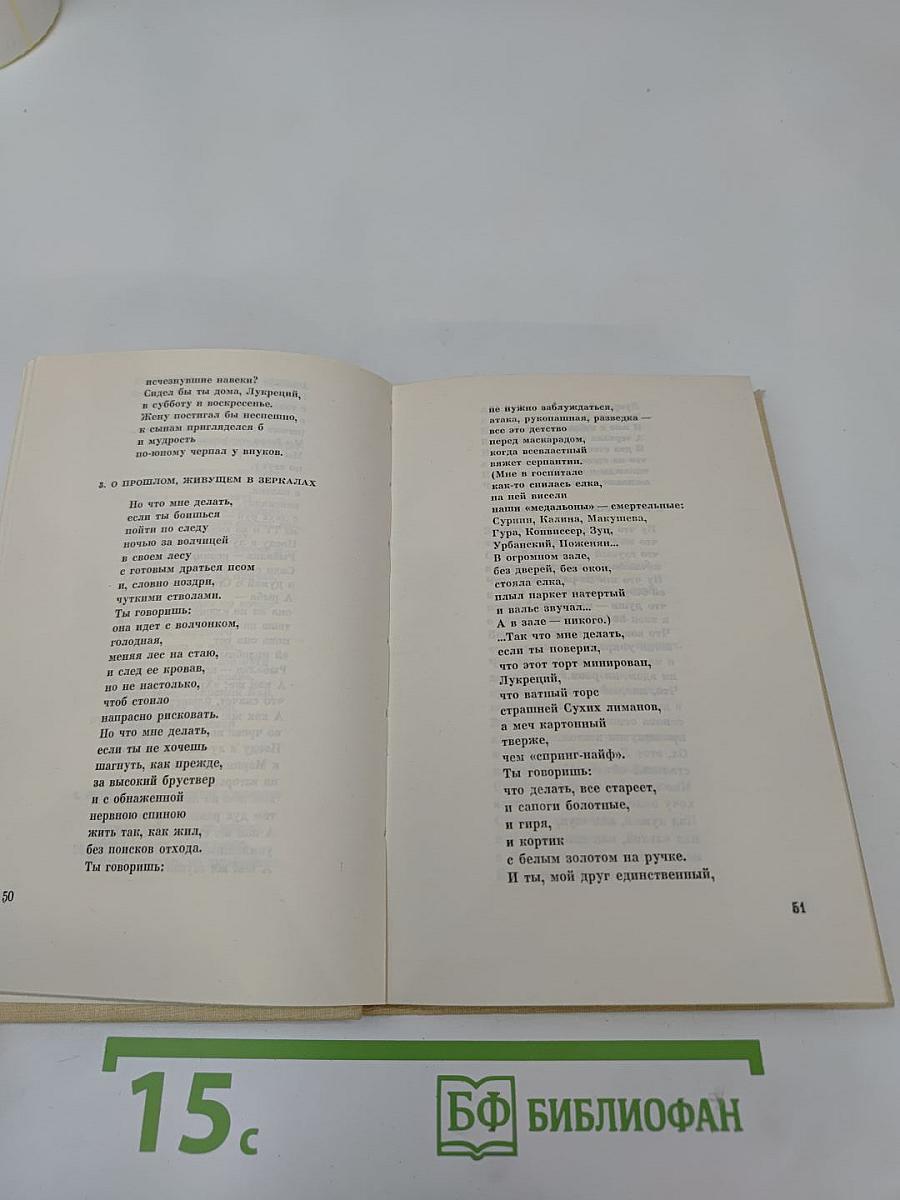 исчезнувшие навеки?
Сидел бы ты дома, Лукреций,
в субботу и воскресенье.
Жену постигал бы неспешно,
к сынам пригляделся б
и мудрость
по-юному черпал у внуков.
3. О ПРОШЛОМ, ЖИВУЩЕМ В ЗЕРКАЛАХ
Но что мне делать,
если ты боишься
пойти по следу
ночью за волчицей
в своем лесу
с готовым драться псом
и, словно ноздри,
чуткими стволами.
Ты говоришь:
она идет с волчонком,
голодная,
меняя лес на стаю,
и след ее кровав,
но не настолько,
чтоб стоило
напрасно рисковать.
Но что мне делать,
если ты не хочешь
шагнуть, как прежде,
за высокий бруствер
и с обнаженной
нервною спиною
жить так, как жил,
без поисков отхода.
Ты говоришь:
50
не нужно заблуждаться,
атака, рукопашная, разведка —
все это детство
перед маскарадом,
когда всевластный
вяжет серпантин.
(Мне в госпитале
как-то снилась елка,
на ней висели
наши «медальоны» — смертельные:
Сурнин, Калина, Макушева,
Гура, Конвиссер, Зуц,
Урбанский, Поженян...
В огромном зале,
без дверей, без окон,
стояла елка,
плыл паркет натертый
и вальс звучал...
А в зале — никого.)
...Так что мне делать,
если ты поверил,
что этот торт минирован,
Лукреций,
что ватный торс
страшней Сухих лиманов,
а меч картонный
тверже,
чем «спринг-найф».
Ты говоришь:
что делать, все стареет,
и сапоги болотные,
и гиря,
и кортик
с белым золотом на ручке.
И ты, мой друг единственный,
51
15 с
БФ БИБЛИОФАН